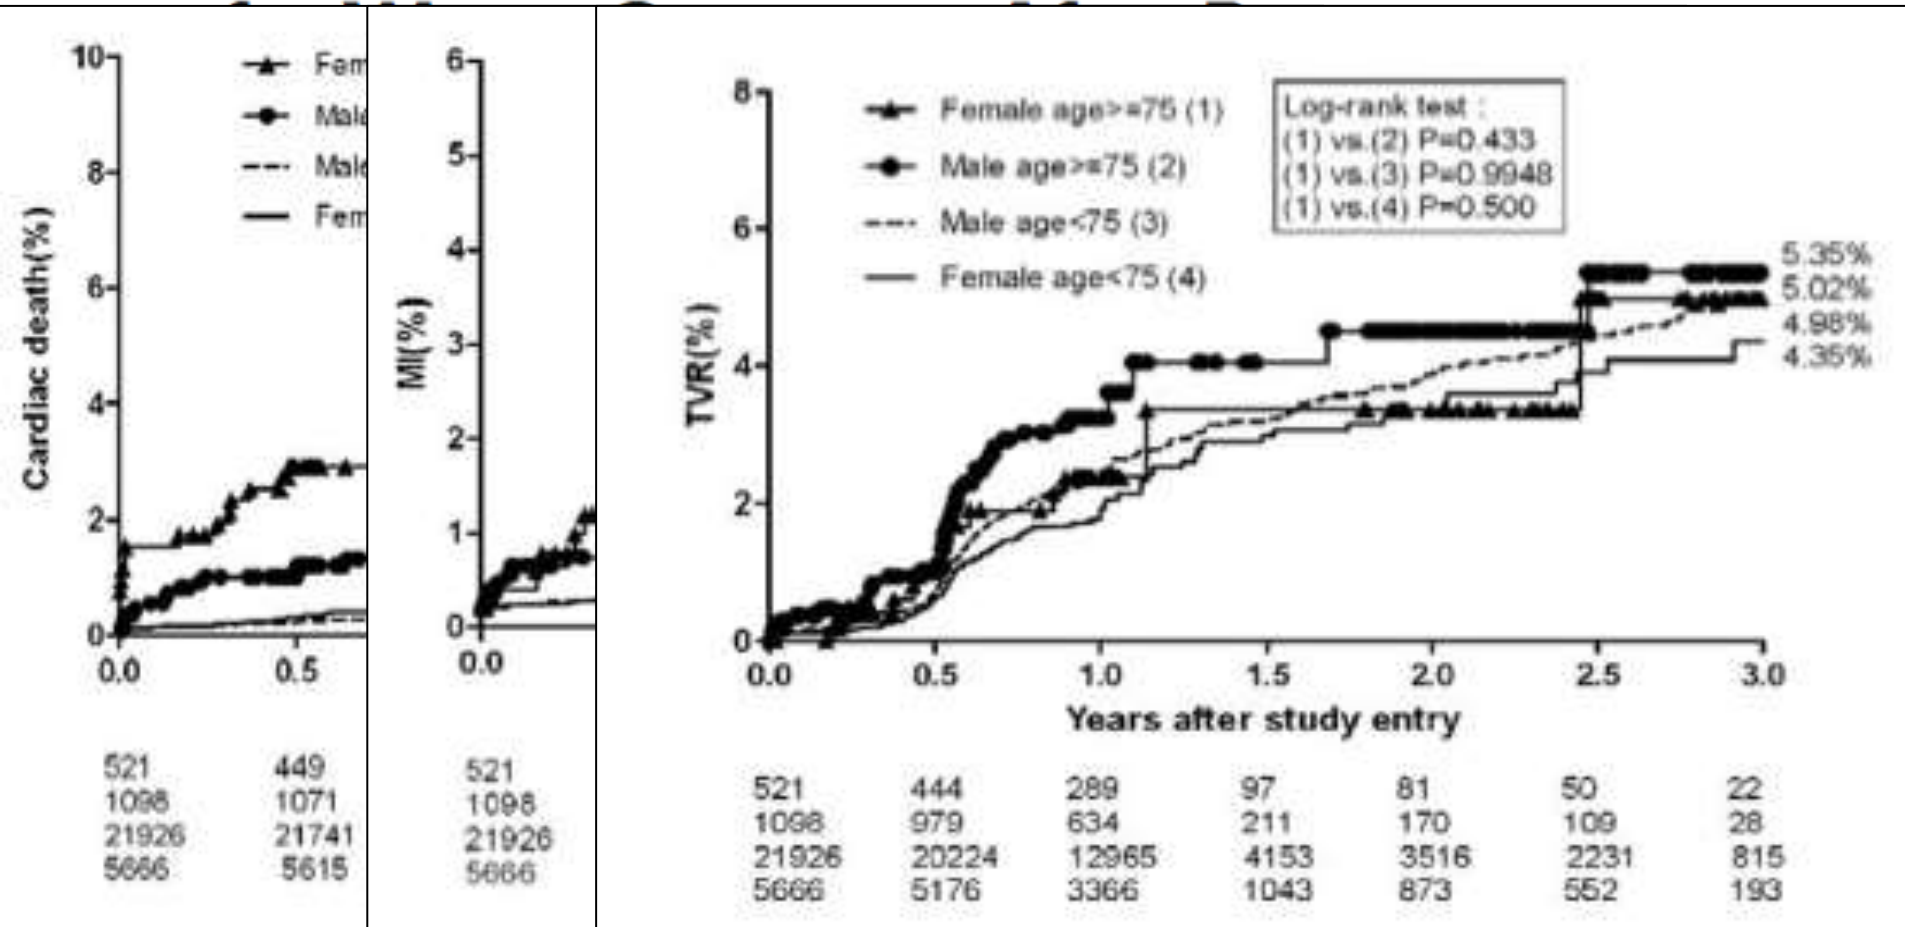 10
8
6
4
2
0
Cardiac death(%)
Fem
Male
Male
Fem
0.0 0.5
521 449
1098 1071
21926 21741
5666 5615
6
5
4
3
2
1
0
MI(%)
0.0
521
1098
21926
5666
8
6
4
2
0
TVR(%)
Female age>=75 (1)
Male age>=75 (2)
Male age<75 (3)
Female age<75 (4)
Log-rank test :
(1) vs.(2) P=0.433
(1) vs.(3) P=0.9948
(1) vs.(4) P=0.500
5.35%
5.02%
4.98%
4.35%
0.0 0.5 1.0 1.5 2.0 2.5 3.0
Years after study entry
521 444 289 97 81 50 22
1098 979 634 211 170 109 28
21926 20224 12965 4153 3516 2231 815
5666 5176 3366 1043 873 552 193